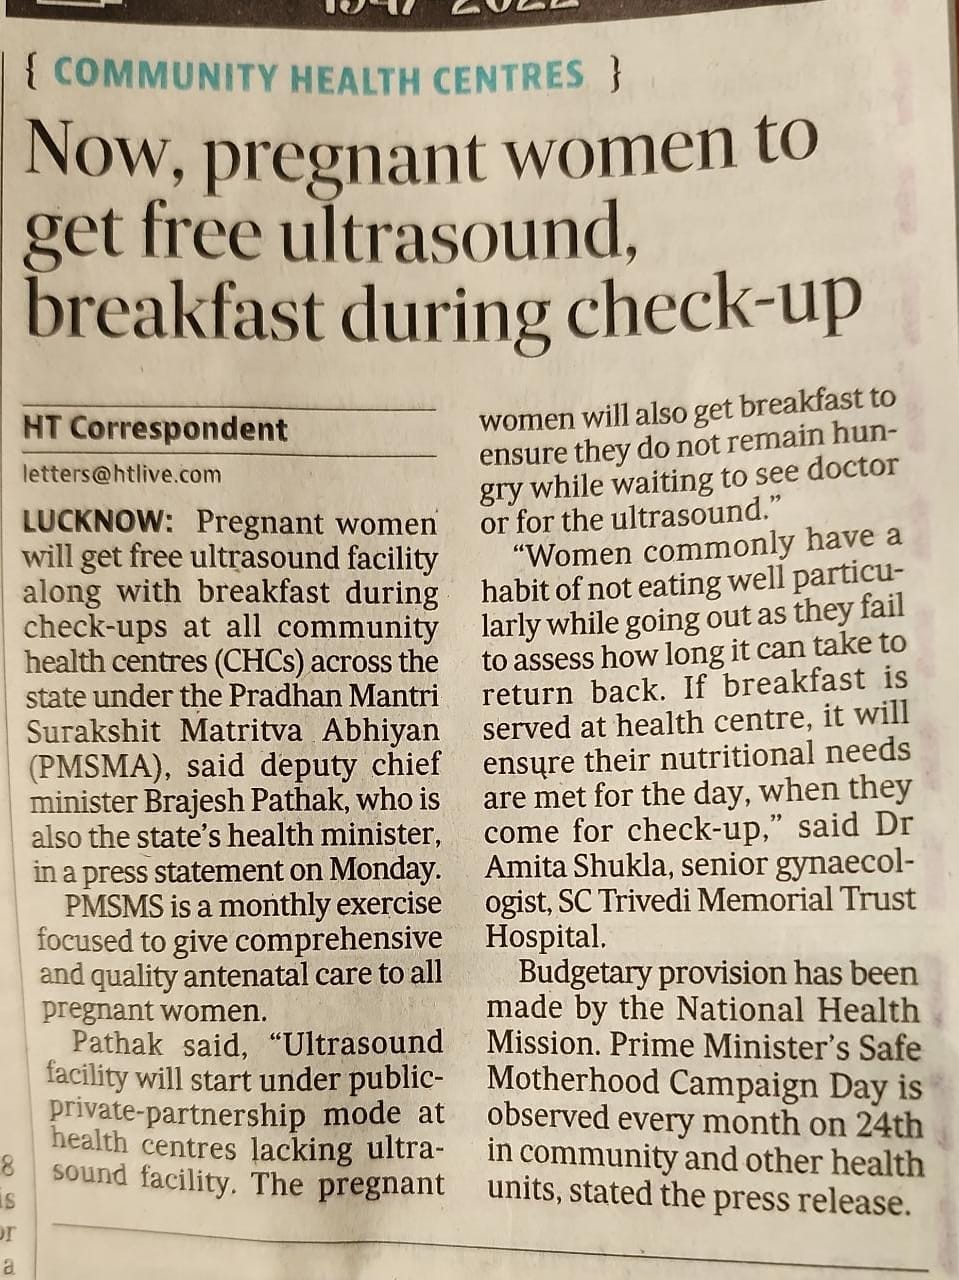 { COMMUNITY HEALTH CENTRES }
Now, pregnant women to
get free ultrasound,
breakfast during check-up
HT Correspondent
letters@htlive.com
LUCKNOW: Pregnant women
will get free ultrasound facility
along with breakfast during
check-ups at all community
health centres (CHCs) across the
state under the Pradhan Mantri
Surakshit Matritva Abhiyan
(PMSMA), said deputy chief
minister Brajesh Pathak, who is
also the state's health minister,
in a press statement on Monday.
PMSMS is a monthly exercise
focused to give comprehensive
and quality antenatal care to all
pregnant women.
Pathak said, “Ultrasound
facility will start under public-
private-partnership mode at
health centres lacking ultra-
sound facility. The pregnant
women will also get breakfast to
ensure they do not remain hun-
gry while waiting to see doctor
or for the ultrasound.”
“Women commonly have a
habit of not eating well particu-
larly while going out as they fail
to assess how long it can take to
return back. If breakfast is
served at health centre, it will
ensure their nutritional needs
are met for the day, when they
come for check-up,” said Dr
Amita Shukla, senior gynaecol-
ogist, SC Trivedi Memorial Trust
Hospital.
Budgetary provision has been
made by the National Health
Mission. Prime Minister's Safe
Motherhood Campaign Day is
observed every month on 24th
in community and other health
units, stated the press release.